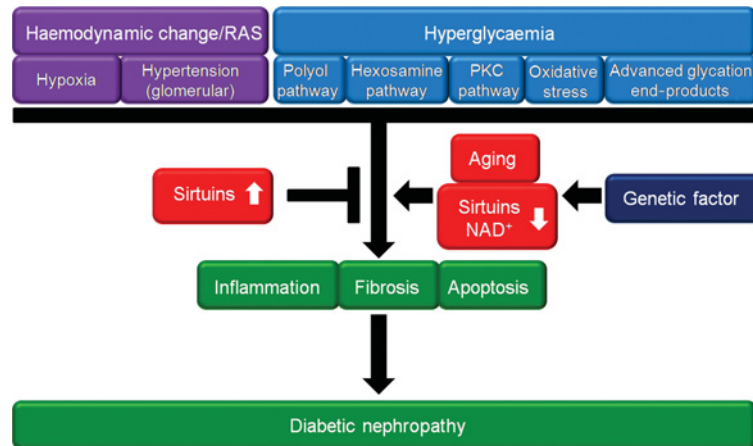 Haemodynamic change/RAS
Hyperglycaemia
Hypoxia
Hypertension
(glomerular)
Polyol
pathway
Hexosamine
pathway
PKC
pathway
Oxidative
stress
Advanced glycation
end-products
Sirtuins
Aging
Sirtuins
NAD⁺
Genetic factor
Inflammation
Fibrosis
Apoptosis
Diabetic nephropathy